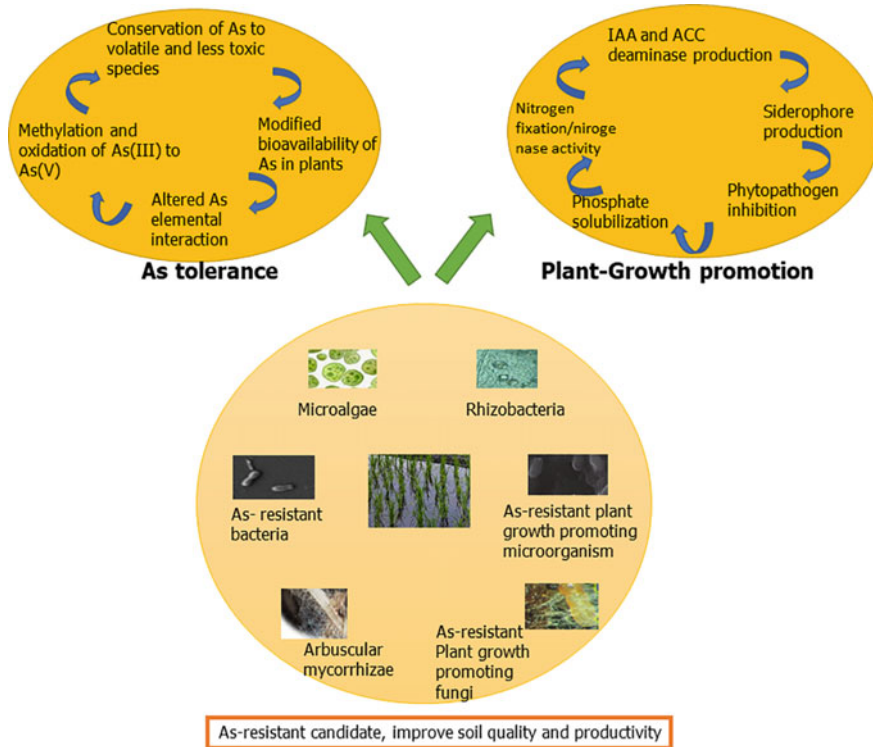 Conservation of As to
volatile and less toxic
species
Modified
bioavailability of
As in plants
Altered As
elemental
interaction
Methylation and
oxidation of As(III) to
As(V)
As tolerance
IAA and ACC
deaminase production
Siderophore
production
Phytopathogen
inhibition
Phosphate
solubilization
Nitrogen
fixation/niroge
nase activity
Plant-Growth promotion
Microalgae
Rhizobacteria
As- resistant
bacteria
As-resistant plant
growth promoting
microorganism
Arbuscular
mycorrhizae
As-resistant
Plant growth
promoting
fungi
As-resistant candidate, improve soil quality and productivity